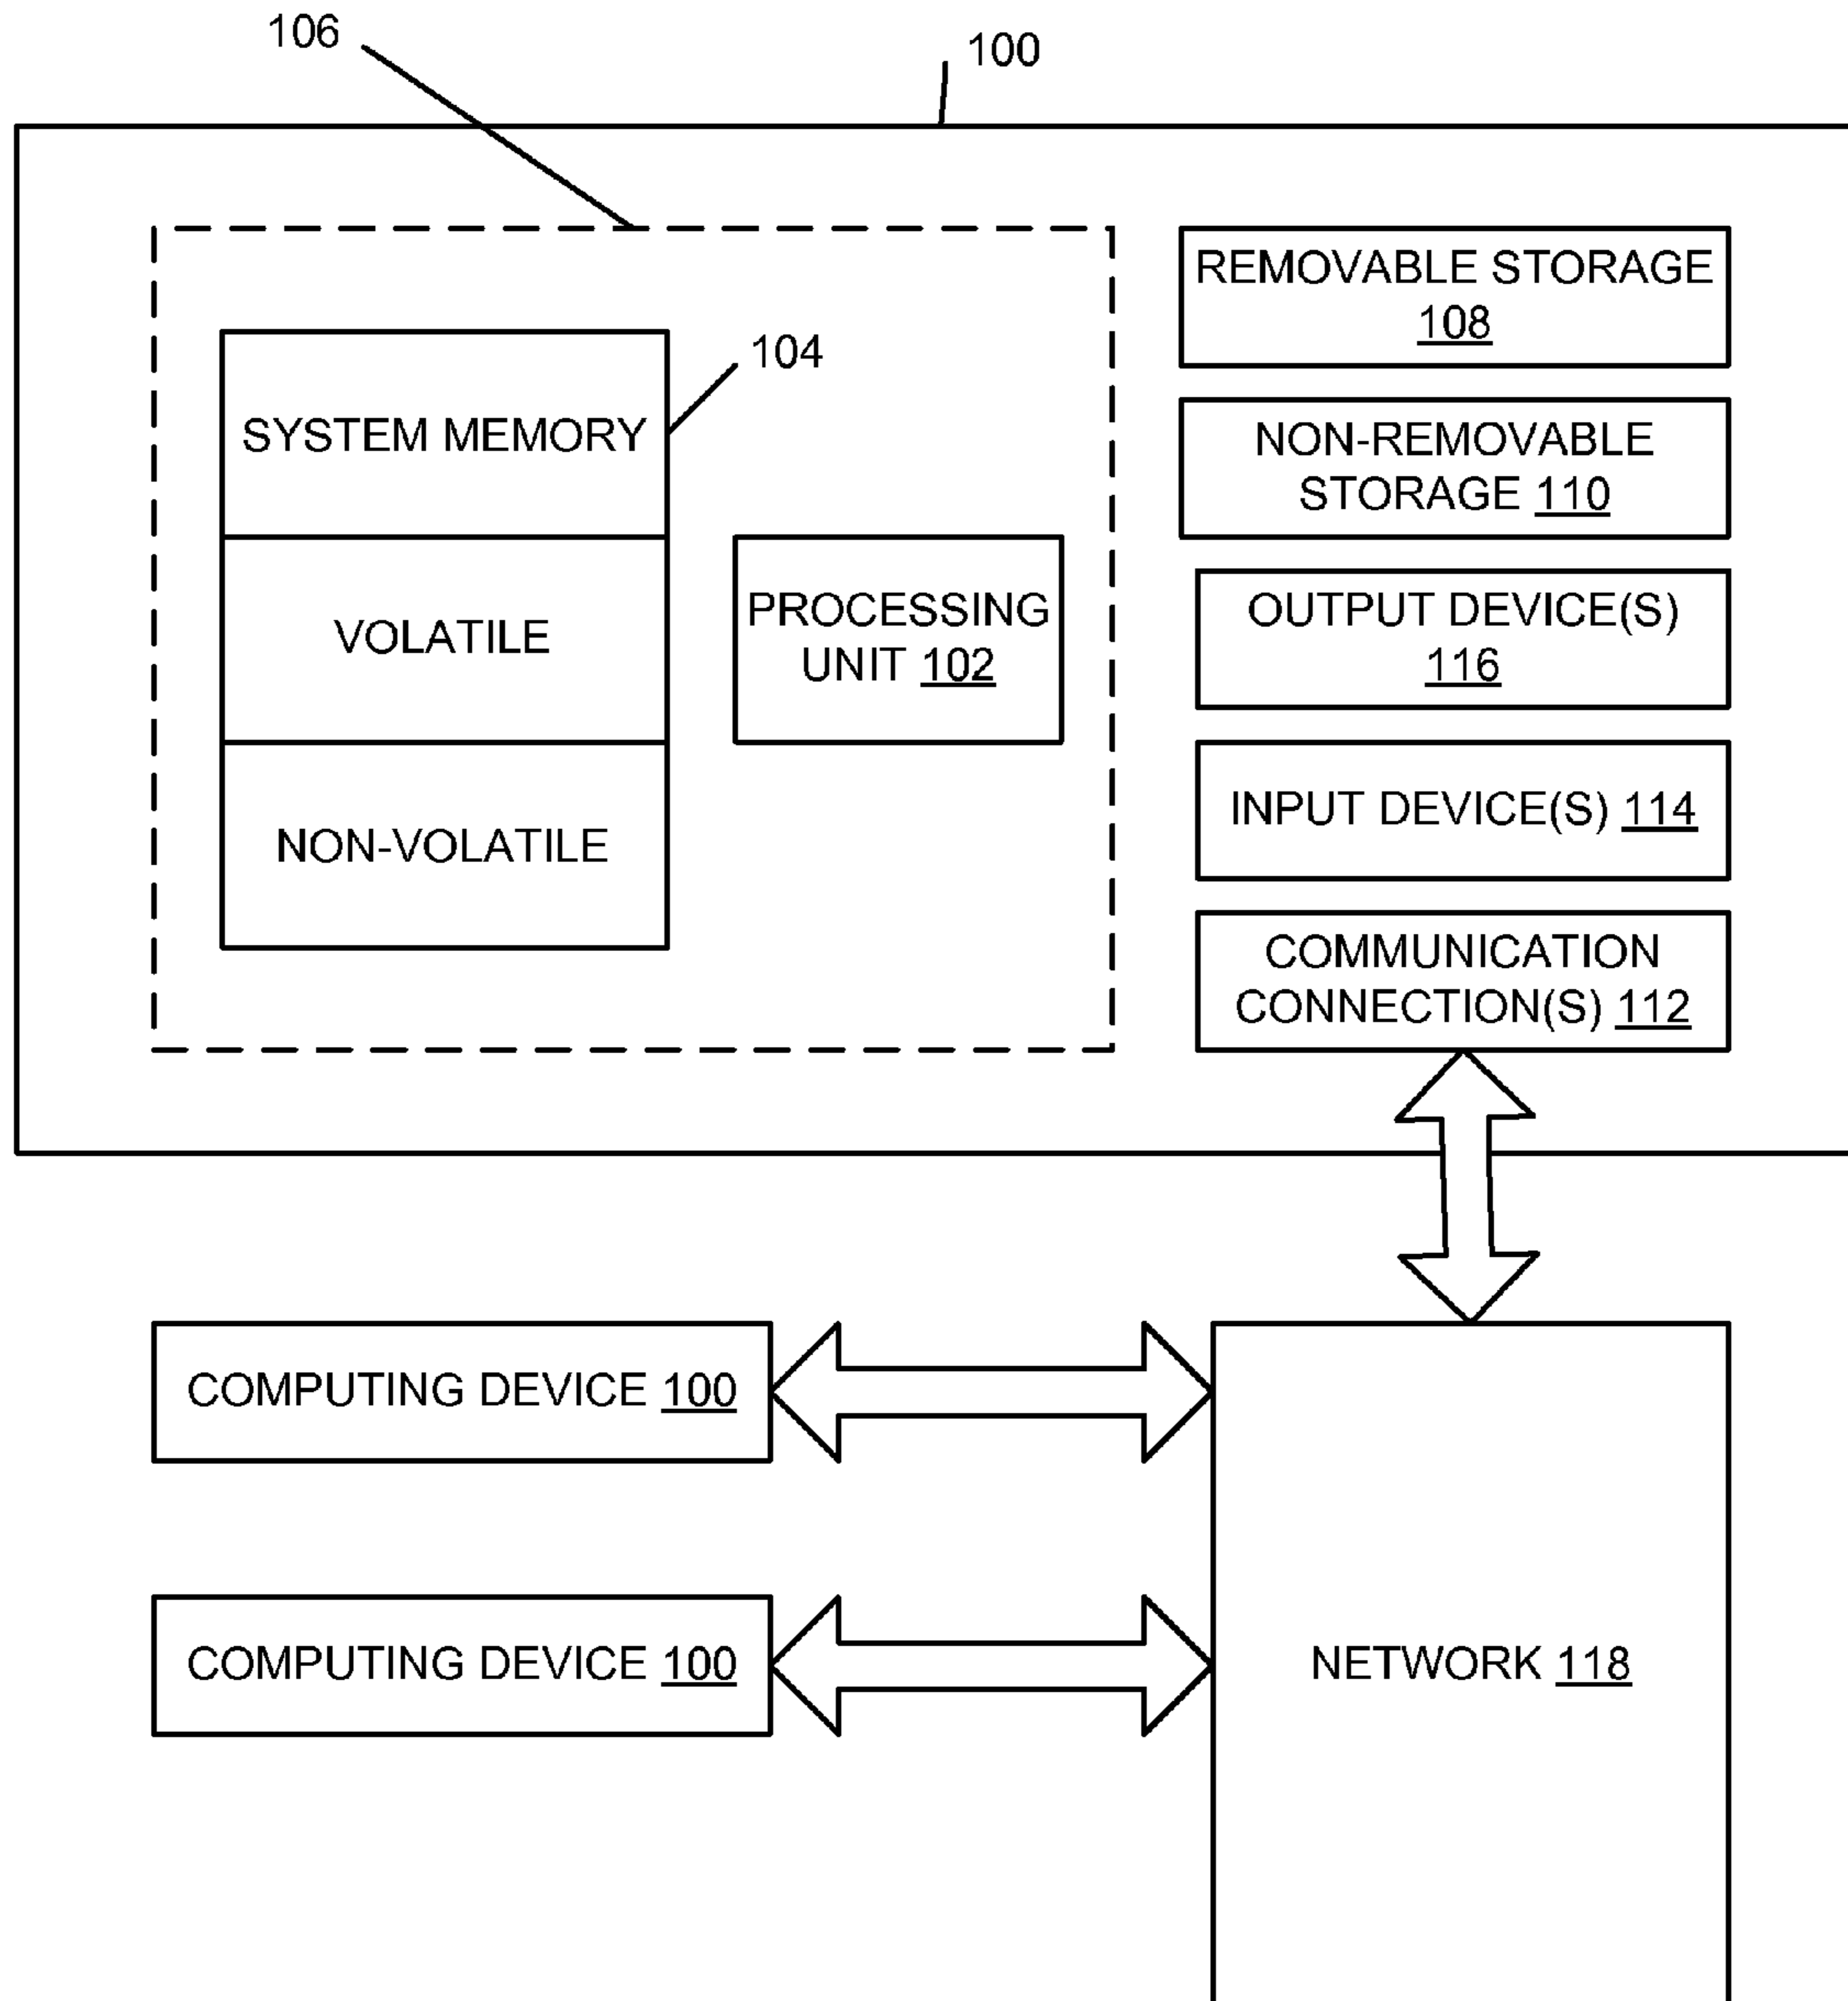 106
100
REMOVABLE STORAGE
108
104
SYSTEM MEMORY
NON-REMOVABLE
STORAGE 110
VOLATILE
PROCESSING
UNIT 102
OUTPUT DEVICE(S)
116
NON-VOLATILE
INPUT DEVICE(S) 114
COMMUNICATION
CONNECTION(S) 112
COMPUTING DEVICE 100
COMPUTING DEVICE 100
NETWORK 118